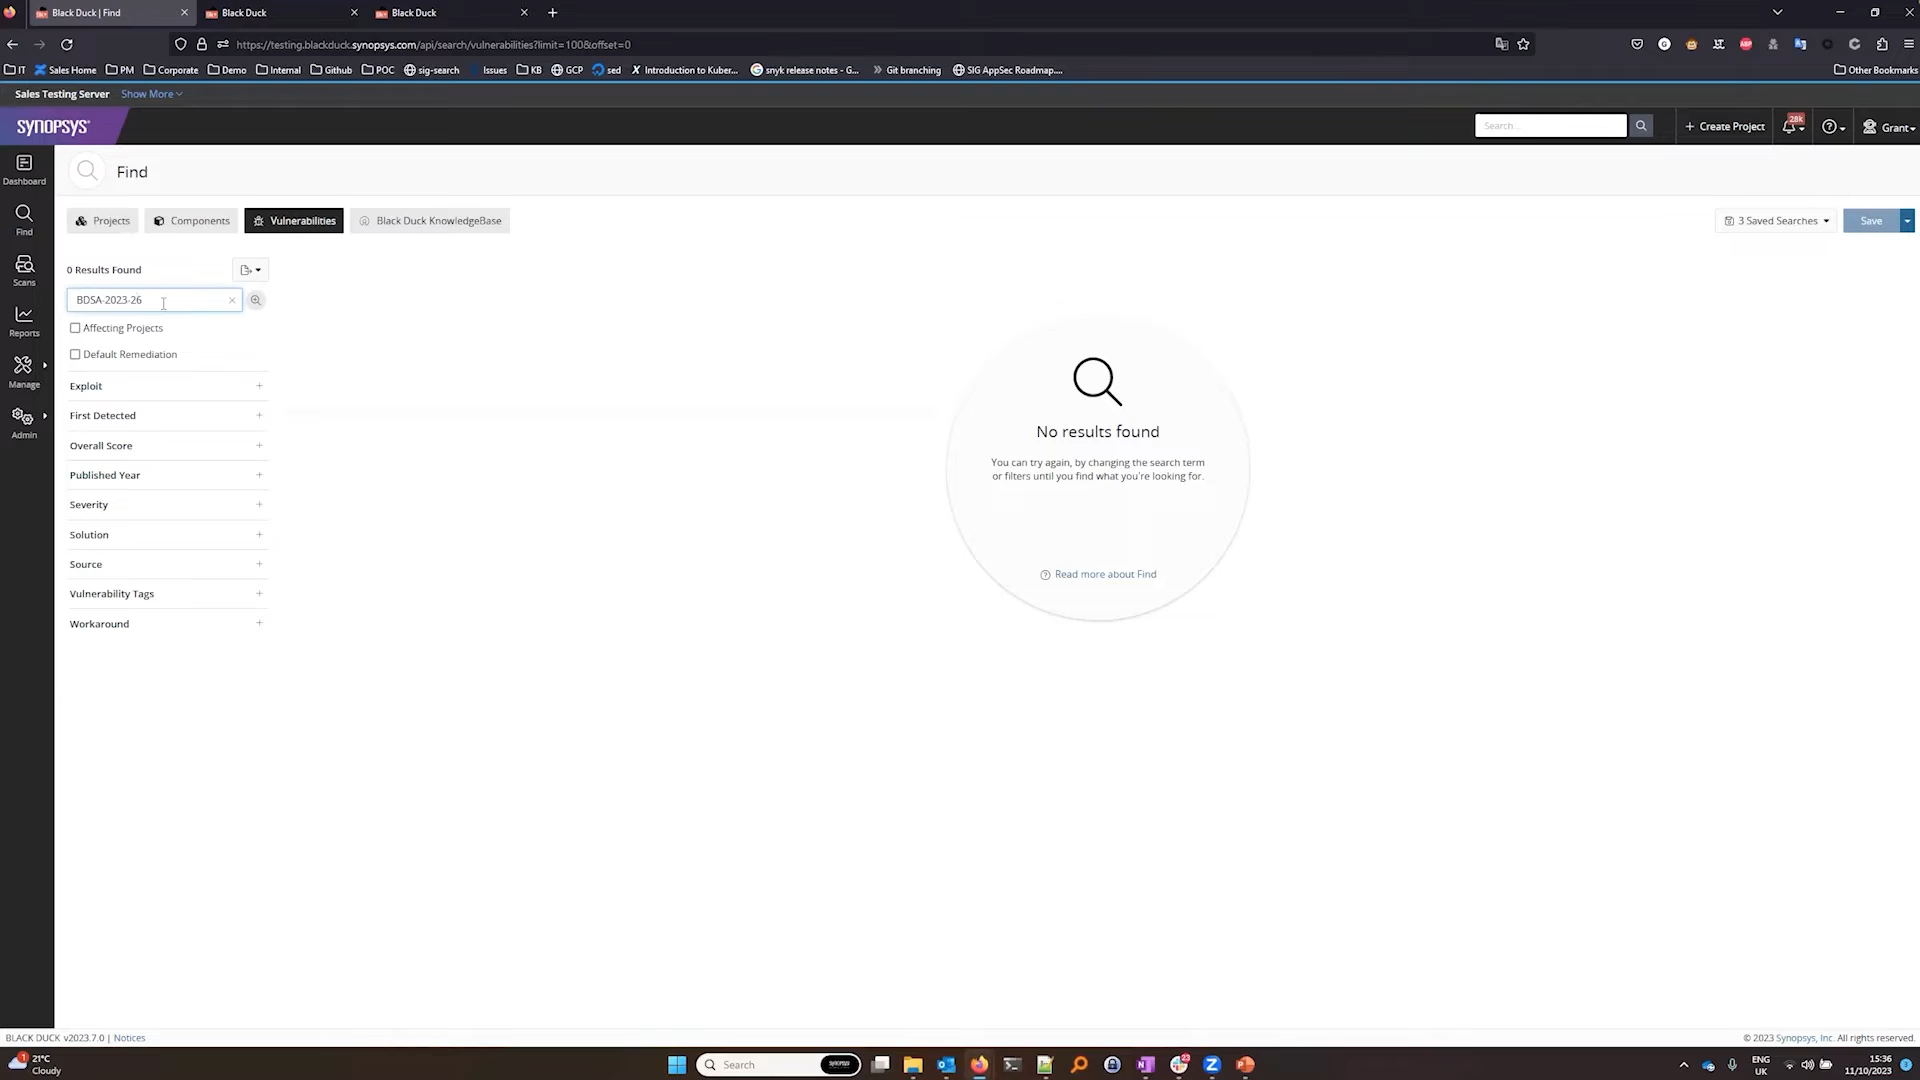 Black Duck | Find
Black Duck
Black Duck
https://testing.blackduck.synopsys.com/api/search/vulnerabilities?limit=100&offset=0
IT
Sales Home
PM
Corporate
Demo
Internal
Github
POC
sig-search
Issues
KB
GCP
sed
Introduction to Kuber...
snyk release notes - G...
Git branching
SIG AppSec Roadmap....
Other Bookmarks
Sales Testing Server Show More
SYNOPSYS®
Search...
+ Create Project
28k
Grant
Dashboard
Find
Scans
Reports
Manage
Admin
Find
Projects
Components
Vulnerabilities
Black Duck KnowledgeBase
3 Saved Searches
Save
0 Results Found
BDSA-2023-26
Affecting Projects
Default Remediation
Exploit
First Detected
Overall Score
Published Year
Severity
Solution
Source
Vulnerability Tags
Workaround
No results found
You can try again, by changing the search term
or filters until you find what you're looking for.
Read more about Find
BLACK DUCK v2023.7.0 | Notices
© 2023 Synopsys, Inc. All rights reserved.
1
21°C
Cloudy
Search
23
ENG
UK
15:36
11/10/2023
3